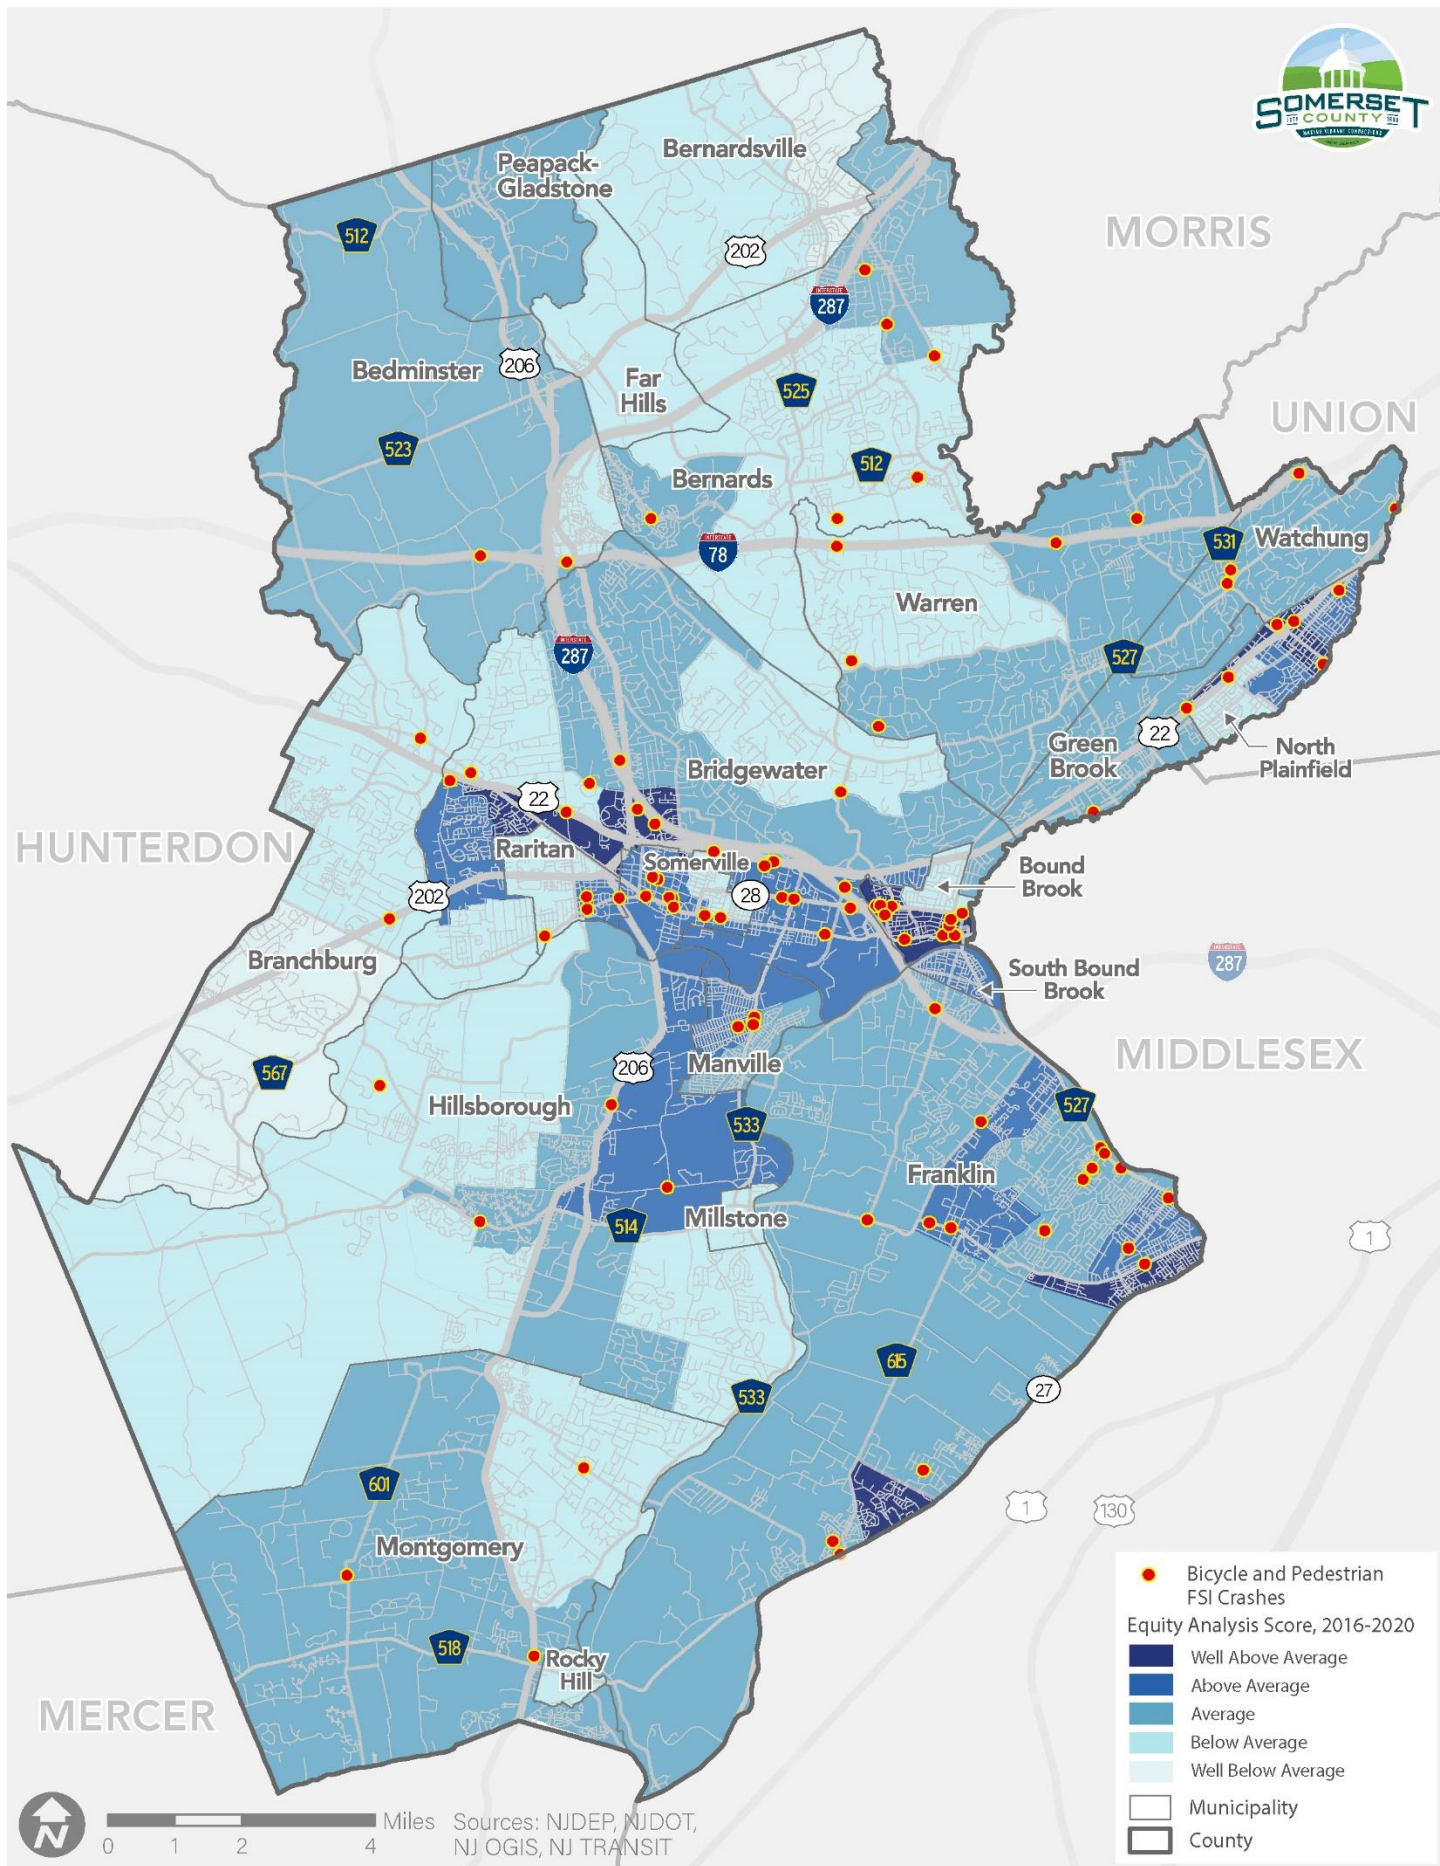 SOMERSET
COUNTY
Peapack-
Gladstone
Bernardsville
MORRIS
512
202
INTERSTATE
287
Bedminster
206
Far
Hills
525
UNION
523
Bernards
512
INTERSTATE
78
531
Watchung
Warren
INTERSTATE
287
527
22
Green
Brook
North
Plainfield
Bridgewater
22
HUNTERDON
Raritan
Somerville
Bound
Brook
202
28
Branchburg
South Bound
Brook
287
MIDDLESEX
567
206
Manville
Hillsborough
533
527
Franklin
514
Millstone
1
615
533
27
601
1
130
Montgomery
518
Rocky
Hill
MERCER
Bicycle and Pedestrian
FSI Crashes
Equity Analysis Score, 2016-2020
Well Above Average
Above Average
Average
Below Average
Well Below Average
Municipality
County
N
Miles
0 1 2 4
Sources: NJDEP, NJDOT,
NJ OGIS, NJ TRANSIT